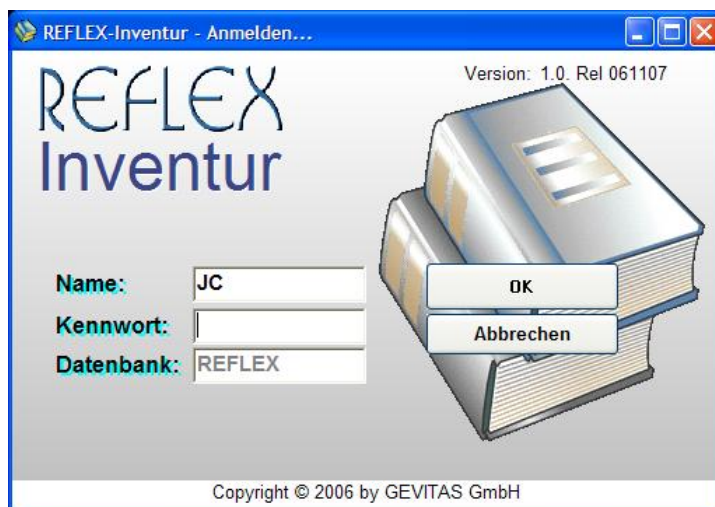 REFLEX-Inventur - Anmelden...
Version: 1.0. Rel 061107
REFLEX
Inventur
Name: JC
OK
Kennwort:
Abbrechen
Datenbank: REFLEX
Copyright © 2006 by GEVITAS GmbH